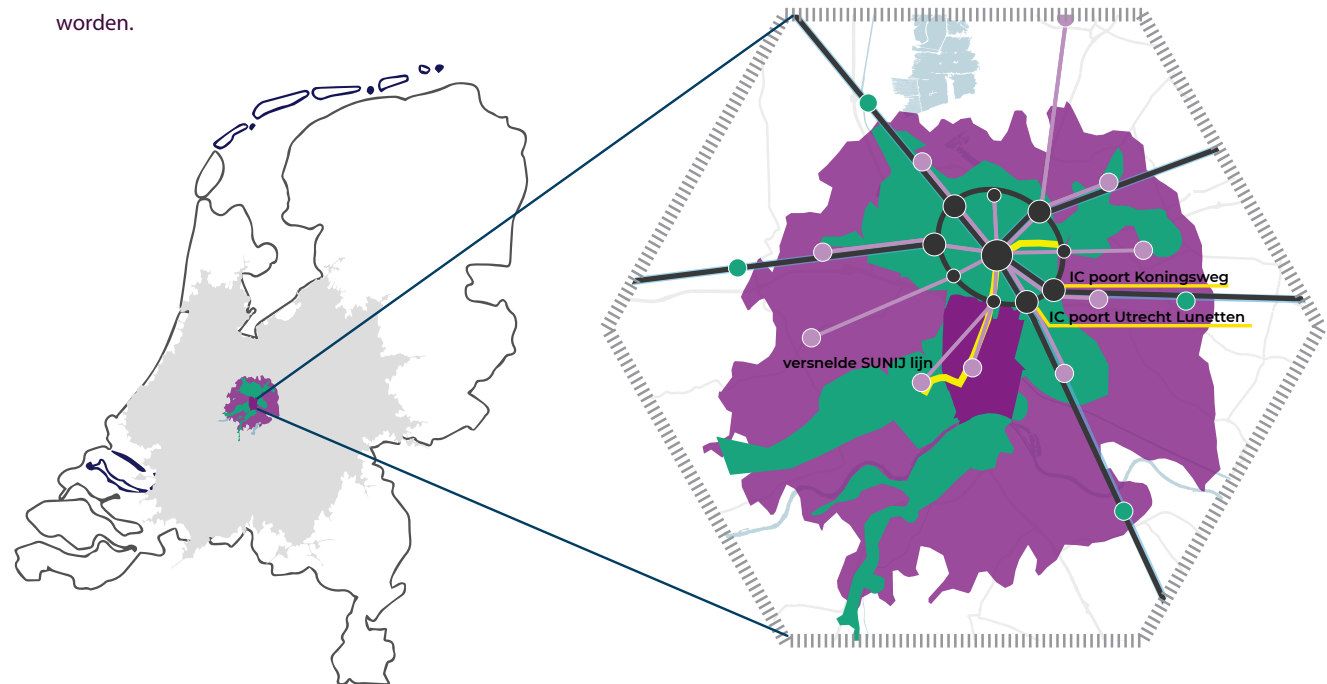 worden.
IC poort Koningsweg
IC poort Utrecht Lunetten
versnelde SUNIJ lijn